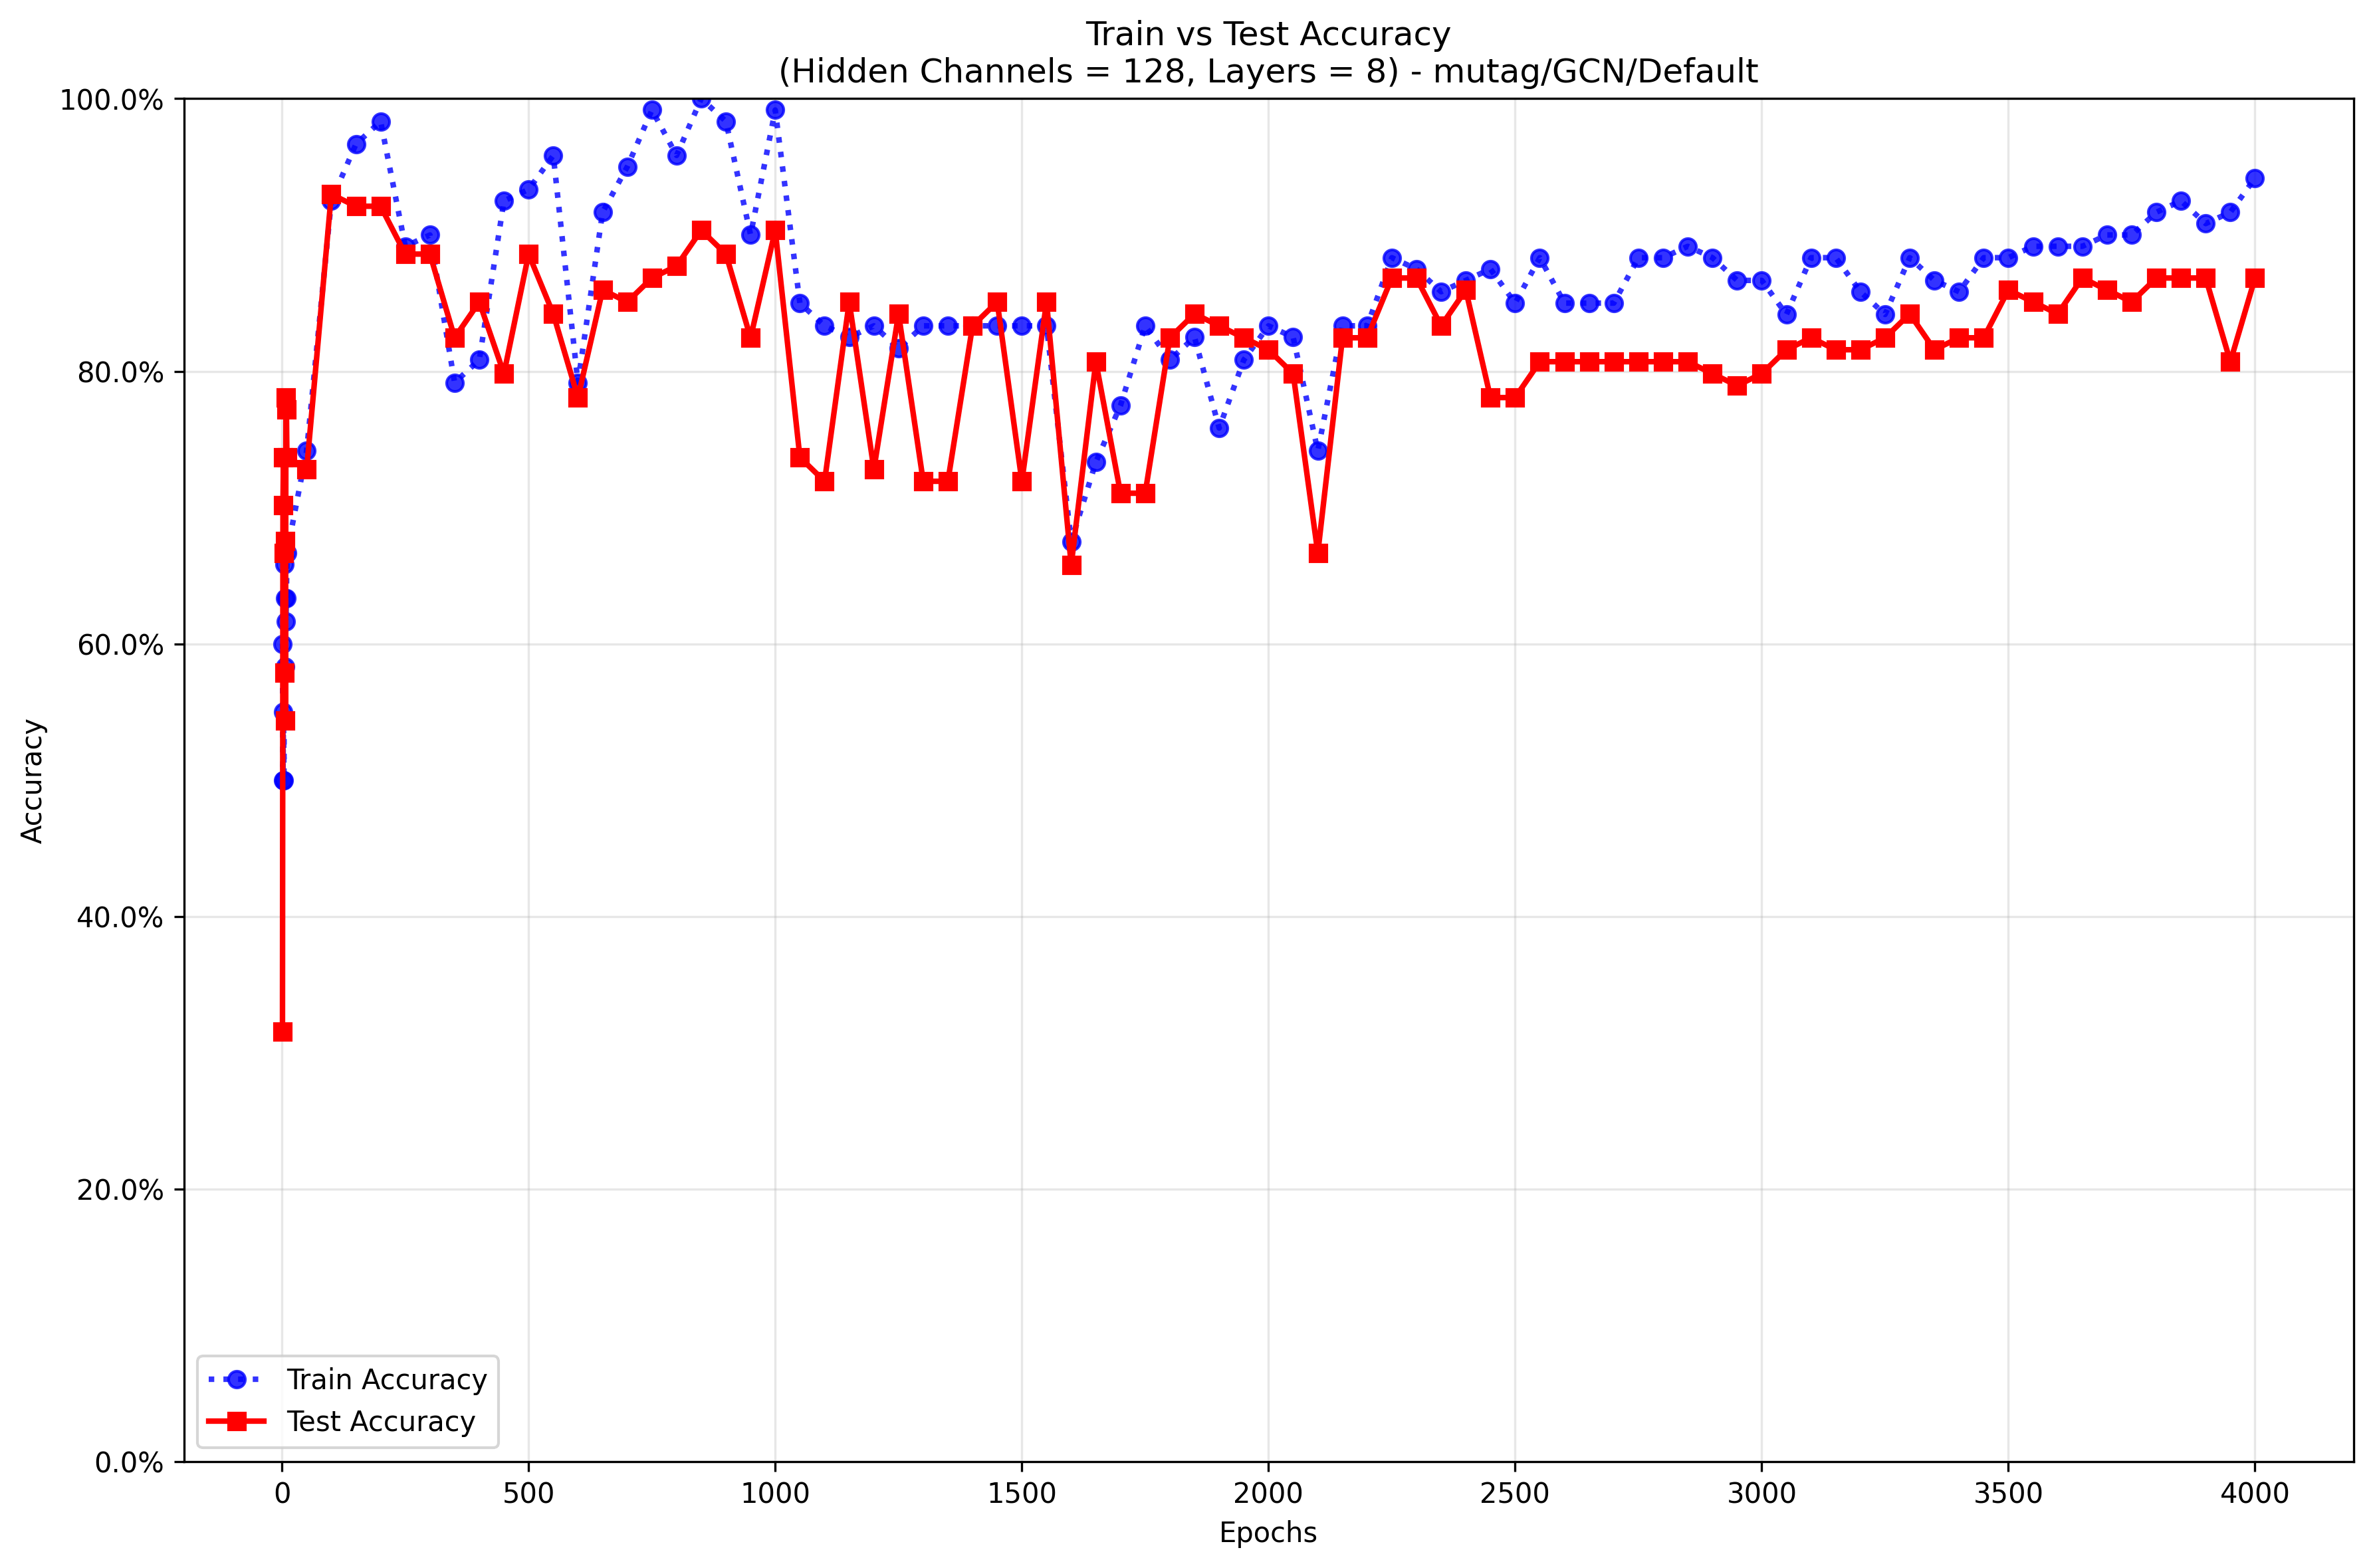 Train vs Test Accuracy
(Hidden Channels = 128, Layers = 8) - mutag/GCN/Default
100.0%
80.0%
60.0%
40.0%
20.0%
0.0%
Accuracy
Train Accuracy
Test Accuracy
0 500 1000 1500 2000 2500 3000 3500 4000
Epochs